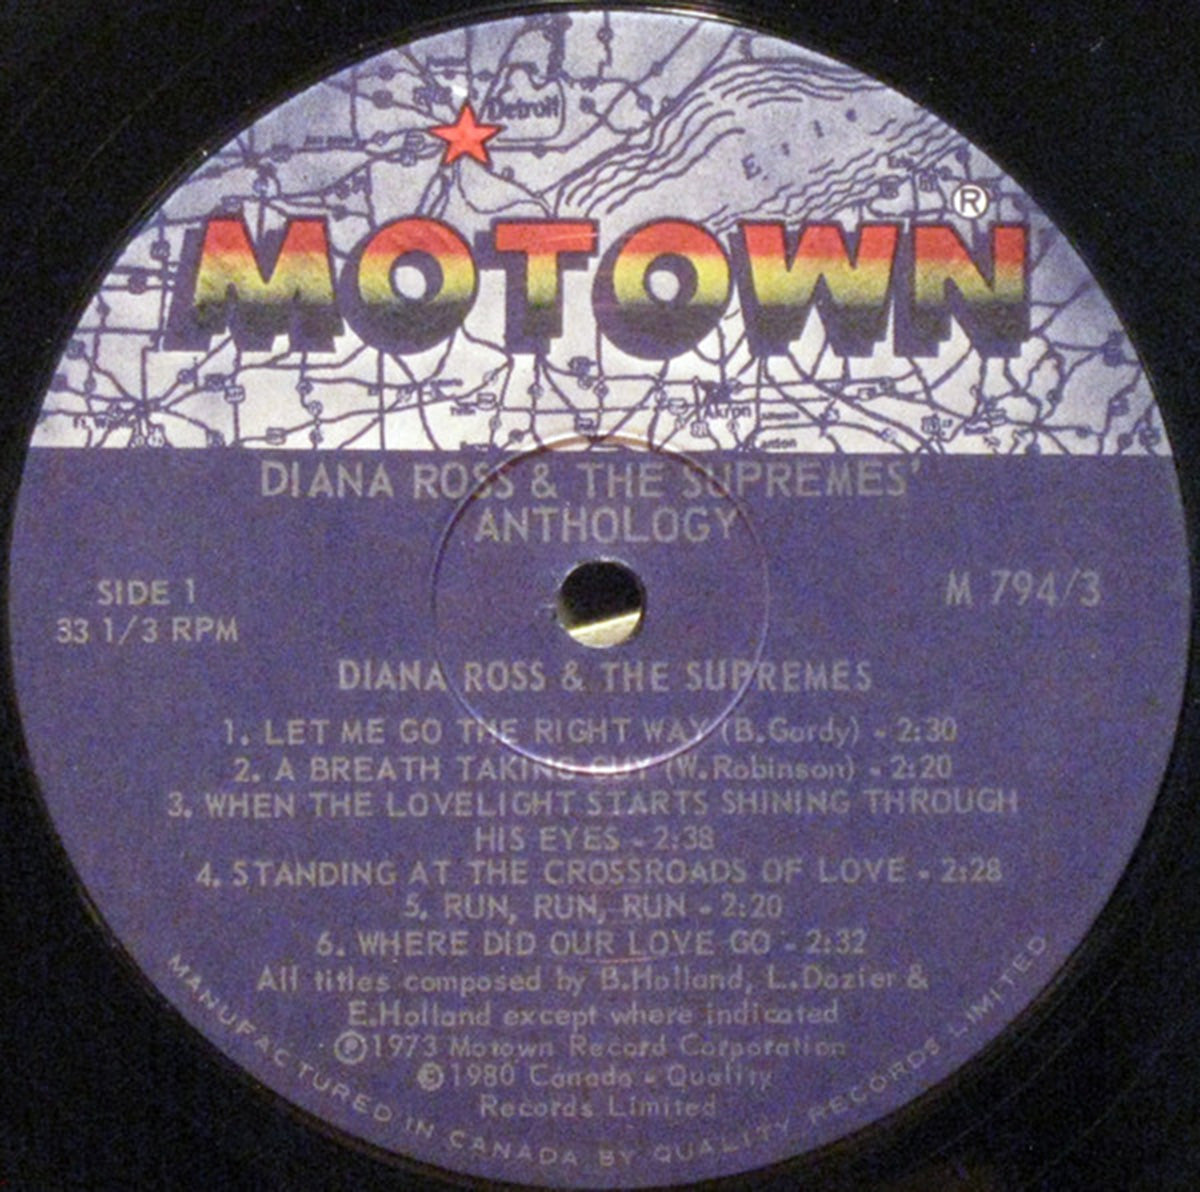 Detroit
E r i e
MOTOWN®
Akron
DIANA ROSS & THE SUPREMES'
ANTHOLOGY
SIDE 1
33 1/3 RPM
M 794/3
DIANA ROSS & THE SUPREMES
1. LET ME GO THE RIGHT WAY (B.Gordy) - 2:30
2. A BREATH TAKING GUY (W.Robinson) - 2:20
3. WHEN THE LOVELIGHT STARTS SHINING THROUGH
HIS EYES - 2:38
4. STANDING AT THE CROSSROADS OF LOVE - 2:28
5. RUN, RUN, RUN - 2:20
6. WHERE DID OUR LOVE GO - 2:32
All titles composed by B.Holland, L.Dozier &
E.Holland except where indicated
℗1973 Motown Record Corporation
©1980 Canada - Quality
Records Limited
MANUFACTURED IN CANADA BY QUALITY RECORDS LIMITED